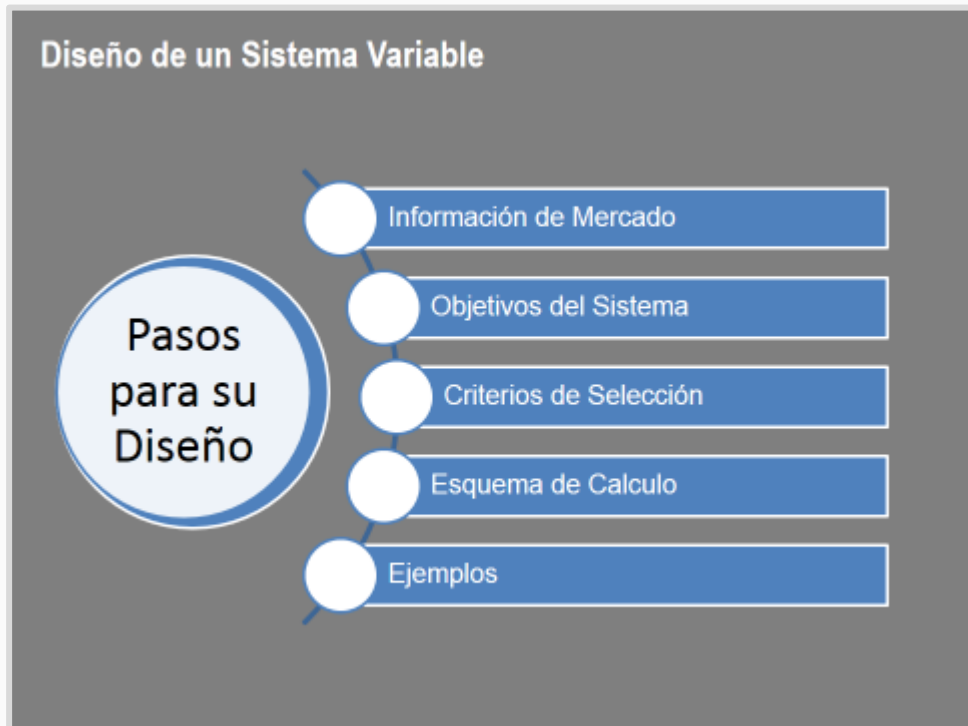 Diseño de un Sistema Variable
Pasos
para su
Diseño
Información de Mercado
Objetivos del Sistema
Criterios de Selección
Esquema de Calculo
Ejemplos